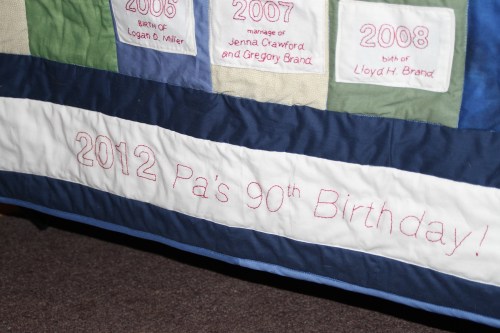 2006
BIRTH OF
Logan D. Miller
2007
marriage of
Jenna Crawford
and Gregory Brand
2008
birth of
Lloyd H. Brand
2012 Pa's 90th Birthday!